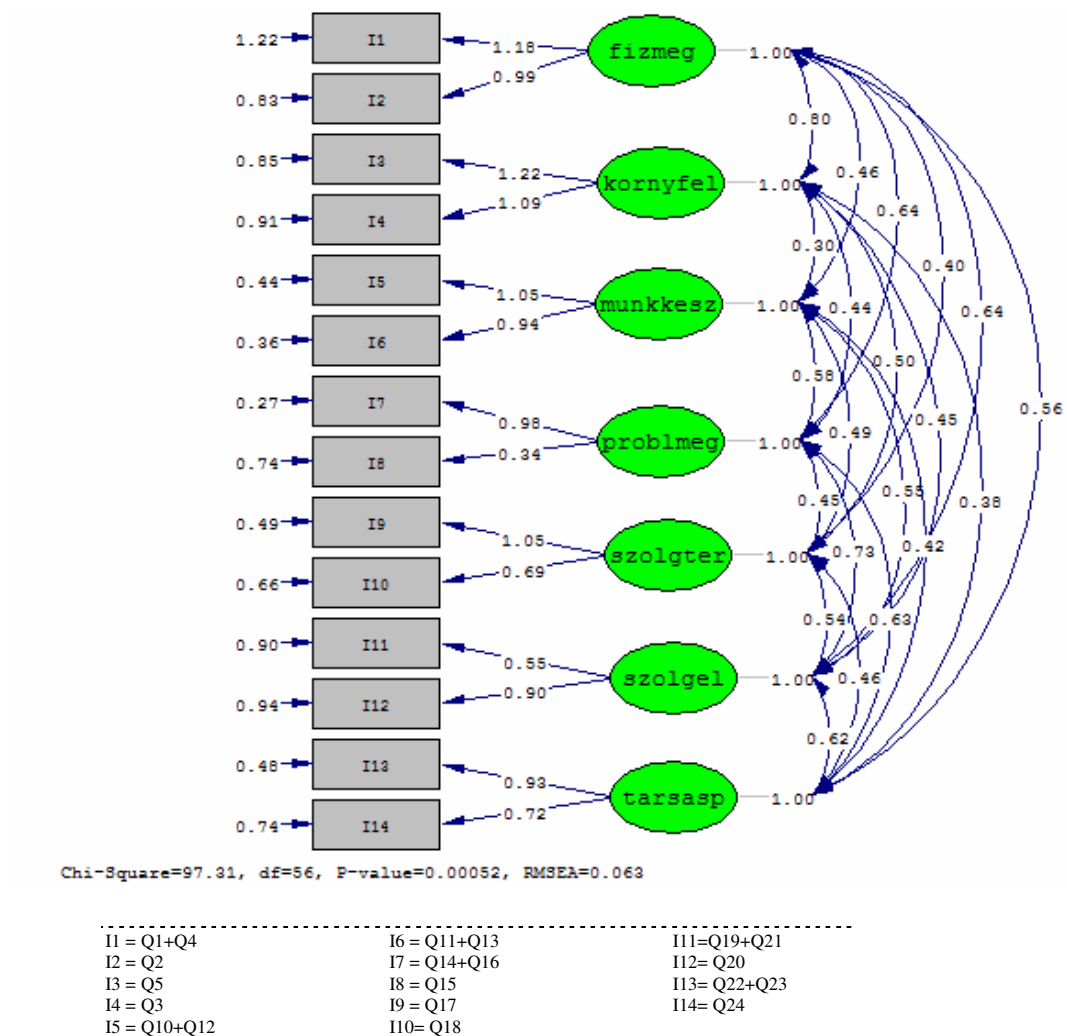 1.22 I1 1.18 fizmeg 1.00
0.83 I2 0.99
0.80
0.85 I3 1.22 kornyfel 1.00 0.46
0.91 I4 1.09 0.64
0.30 0.40
0.44 I5 1.05 munkkesz 1.00 0.44 0.64
0.36 I6 0.94 0.50
0.58
0.27 I7 0.98 problmeg 1.00 0.49 0.45 0.56
0.74 I8 0.34
0.45 0.55 0.38
0.49 I9 1.05 szolgter 1.00 0.73 0.42
0.66 I10 0.69
0.54 0.63
0.90 I11 0.55 szolgel 1.00 0.46
0.94 I12 0.90
0.62
0.48 I13 0.93 tarsasp 1.00
0.74 I14 0.72
Chi-Square=97.31, df=56, P-value=0.00052, RMSEA=0.063
I1 = Q1+Q4 I6 = Q11+Q13 I11=Q19+Q21
I2 = Q2 I7 = Q14+Q16 I12= Q20
I3 = Q5 I8 = Q15 I13= Q22+Q23
I4 = Q3 I9 = Q17 I14= Q24
I5 = Q10+Q12 I10= Q18